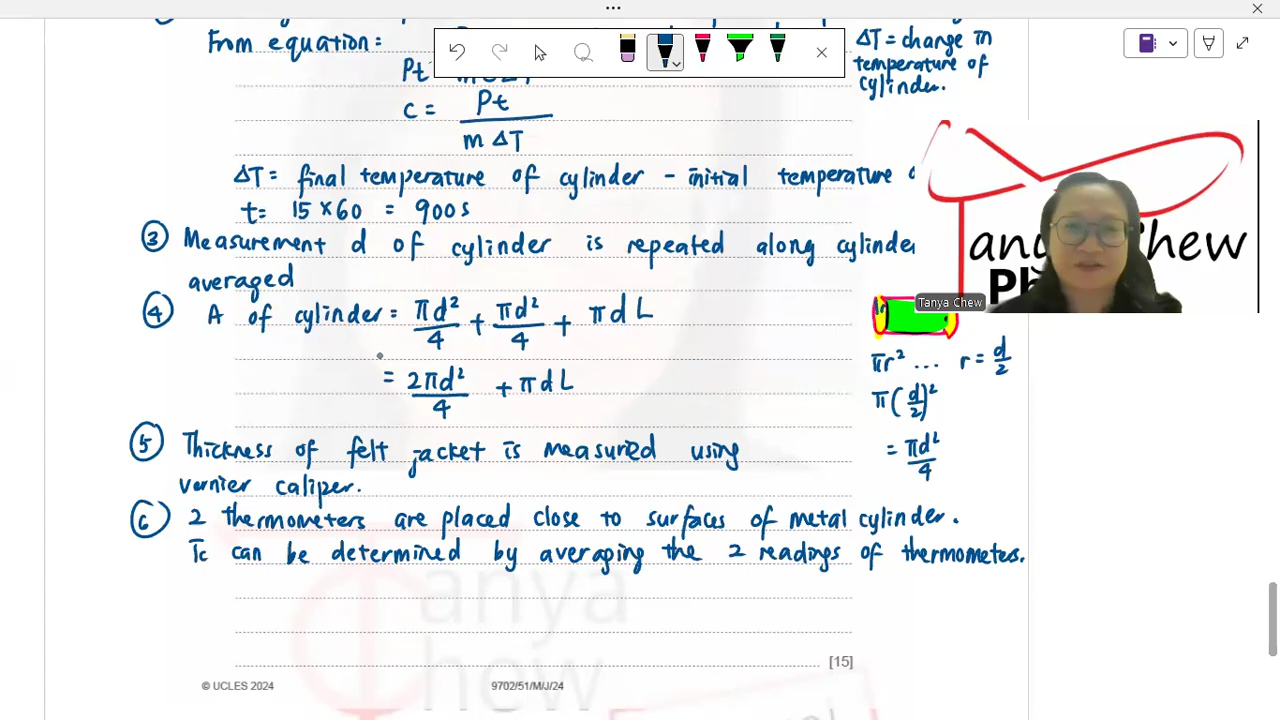 From equation:
ΔT = change in
temperature of
cylinder.
Pt
c = Pt / m ΔT
ΔT = final temperature of cylinder - initial temperature
t = 15 × 60 = 900 s
③ Measurement d of cylinder is repeated along cylinder
averaged
④ A of cylinder = πd²/4 + πd²/4 + πdL
= 2πd²/4 + πdL
πr² ... r = d/2
π(d/2)²
= πd²/4
⑤ Thickness of felt jacket is measured using
vernier caliper.
⑥ 2 thermometers are placed close to surfaces of metal cylinder.
Tc can be determined by averaging the 2 readings of thermometers.
[15]
© UCLES 2024
9702/51/M/J/24
Tanya Chew
Chew
Tanya
Chew